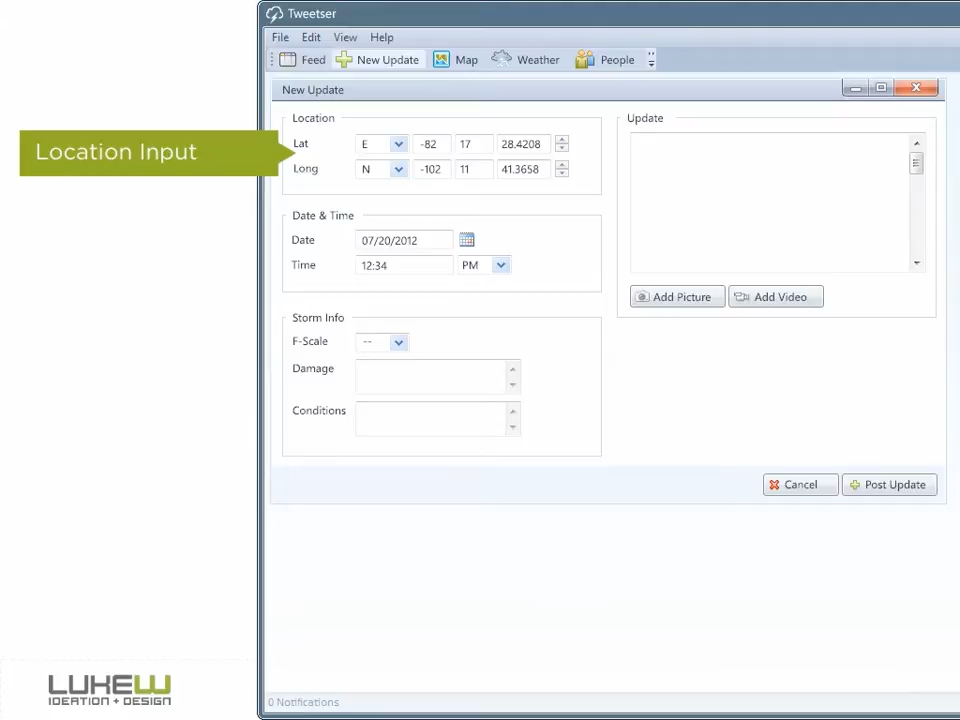 Tweetser
File Edit View Help
Feed New Update Map Weather People
New Update
Location Input
Location
Lat E -82 17 28.4208
Long N -102 11 41.3658
Date & Time
Date 07/20/2012
Time 12:34 PM
Storm Info
F-Scale --
Damage
Conditions
Update
Add Picture Add Video
Cancel Post Update
0 Notifications
LUKEW
IDEATION + DESIGN